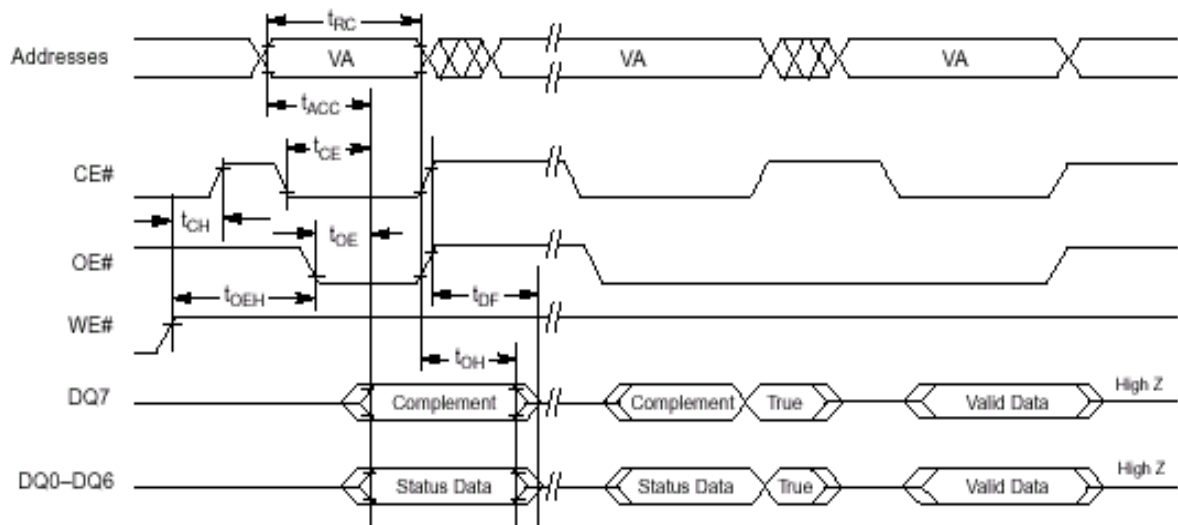 tRC
Addresses VA VA VA
tACC
tCE
CE#
tCH tOE
OE#
tOEH tDF
WE#
tOH
DQ7 Complement Complement True Valid Data High Z
DQ0–DQ6 Status Data Status Data True Valid Data High Z